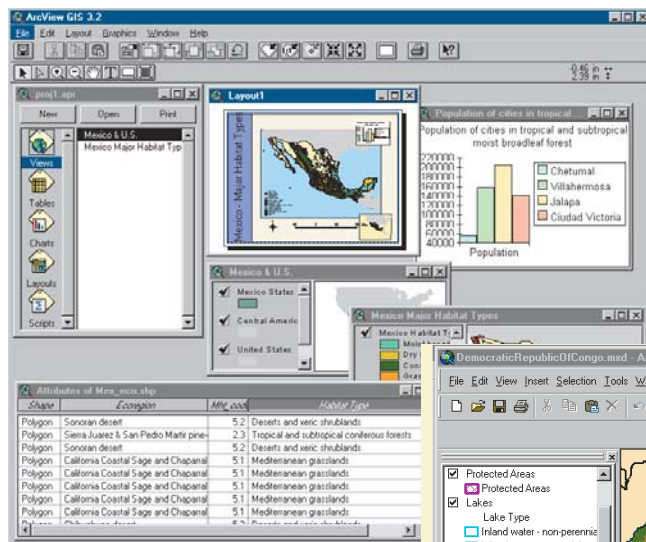 ArcView GIS 3.2
File Edit Layout Graphics Window Help
-0.46 in
2.39 in
proj1.apr
New Open Print
Views
Tables
Charts
Layouts
Scripts
Mexico & U.S.
Mexico Major Habitat Typ
Layout1
Mexico - Major Habitat Types
Population of cities in tropical ...
Population of cities in tropical and subtropical
moist broadleaf forest
220000
200000
180000
160000
140000
120000
100000
80000
60000
40000
Population
Chetumal
Villahermosa
Jalapa
Ciudad Victoria
Mexico & U.S.
Mexico States
Central Americ
United States
Mexico Major Habitat Types
Mexico Habitat Ty
Moist
Dry
Con
Gras
Attributes of Mex_eco.shp
Shape Ecoregion Mht_cod Habitat Type
Polygon Sonoran desert 5.2 Deserts and xeric shrublands
Polygon Sierra Juarez & San Pedro Martir pine- 2.3 Tropical and subtropical coniferous forests
Polygon Sonoran desert 5.2 Deserts and xeric shrublands
Polygon California Coastal Sage and Chaparral 5.1 Mediterranean grasslands
Polygon California Coastal Sage and Chaparral 5.1 Mediterranean grasslands
Polygon California Coastal Sage and Chaparral 5.1 Mediterranean grasslands
Polygon California Coastal Sage and Chaparral 5.1 Mediterranean grasslands
Polygon California Coastal Sage and Chaparral 5.1 Mediterranean grasslands
DemocraticRepublicOfCongo.mxd - A
File Edit View Insert Selection Tools W
Protected Areas
Protected Areas
Lakes
Lake Type
Inland water - non-perennia